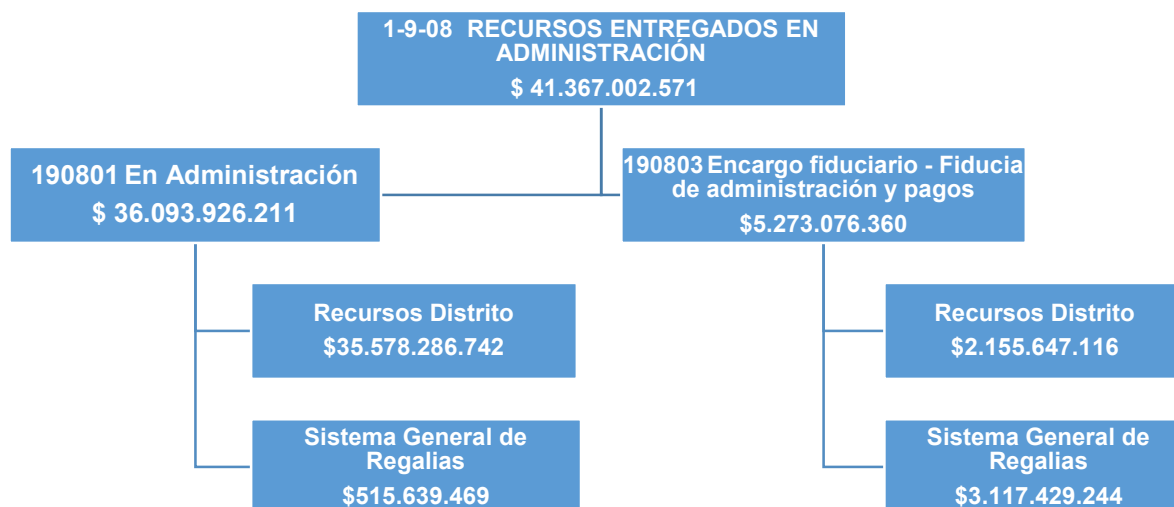 1-9-08  RECURSOS ENTREGADOS EN
ADMINISTRACIÓN
$ 41.367.002.571
190801 En Administración
$ 36.093.926.211
190803 Encargo fiduciario - Fiducia
de administración y pagos
$5.273.076.360
Recursos Distrito
$35.578.286.742
Sistema General de
Regalias
$515.639.469
Recursos Distrito
$2.155.647.116
Sistema General de
Regalias
$3.117.429.244